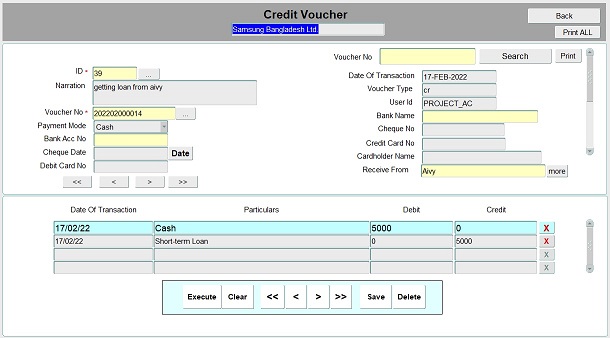 Credit Voucher
Back
Samsung Bangladesh Ltd.
Print ALL
Voucher No
Search
Print
ID *
39
...
Narration
getting loan from aivy
Voucher No *
202202000014
...
Payment Mode
Cash
Bank Acc No
Cheque Date
Date
Debit Card No
<<
<
>
>>
Date Of Transaction
17-FEB-2022
Voucher Type
cr
User Id
PROJECT_AC
Bank Name
Cheque No
Credit Card No
Cardholder Name
Receive From
Aivy
more
Date Of Transaction Particulars Debit Credit
17/02/22 Cash 5000 0 X
17/02/22 Short-term Loan 0 5000 X
X
X
Execute Clear << < > >> Save Delete